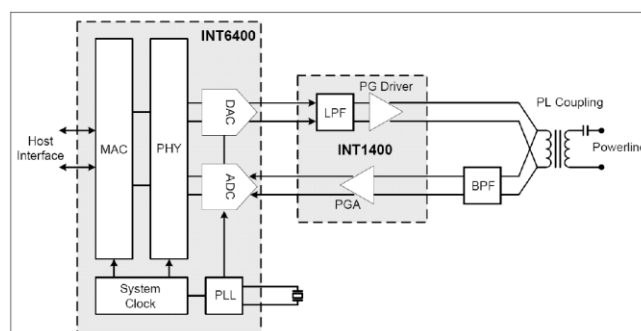 INT6400
Host
Interface
MAC
PHY
DAC
ADC
System
Clock
PLL
LPF
PG Driver
INT1400
PGA
BPF
PL Coupling
Powerline